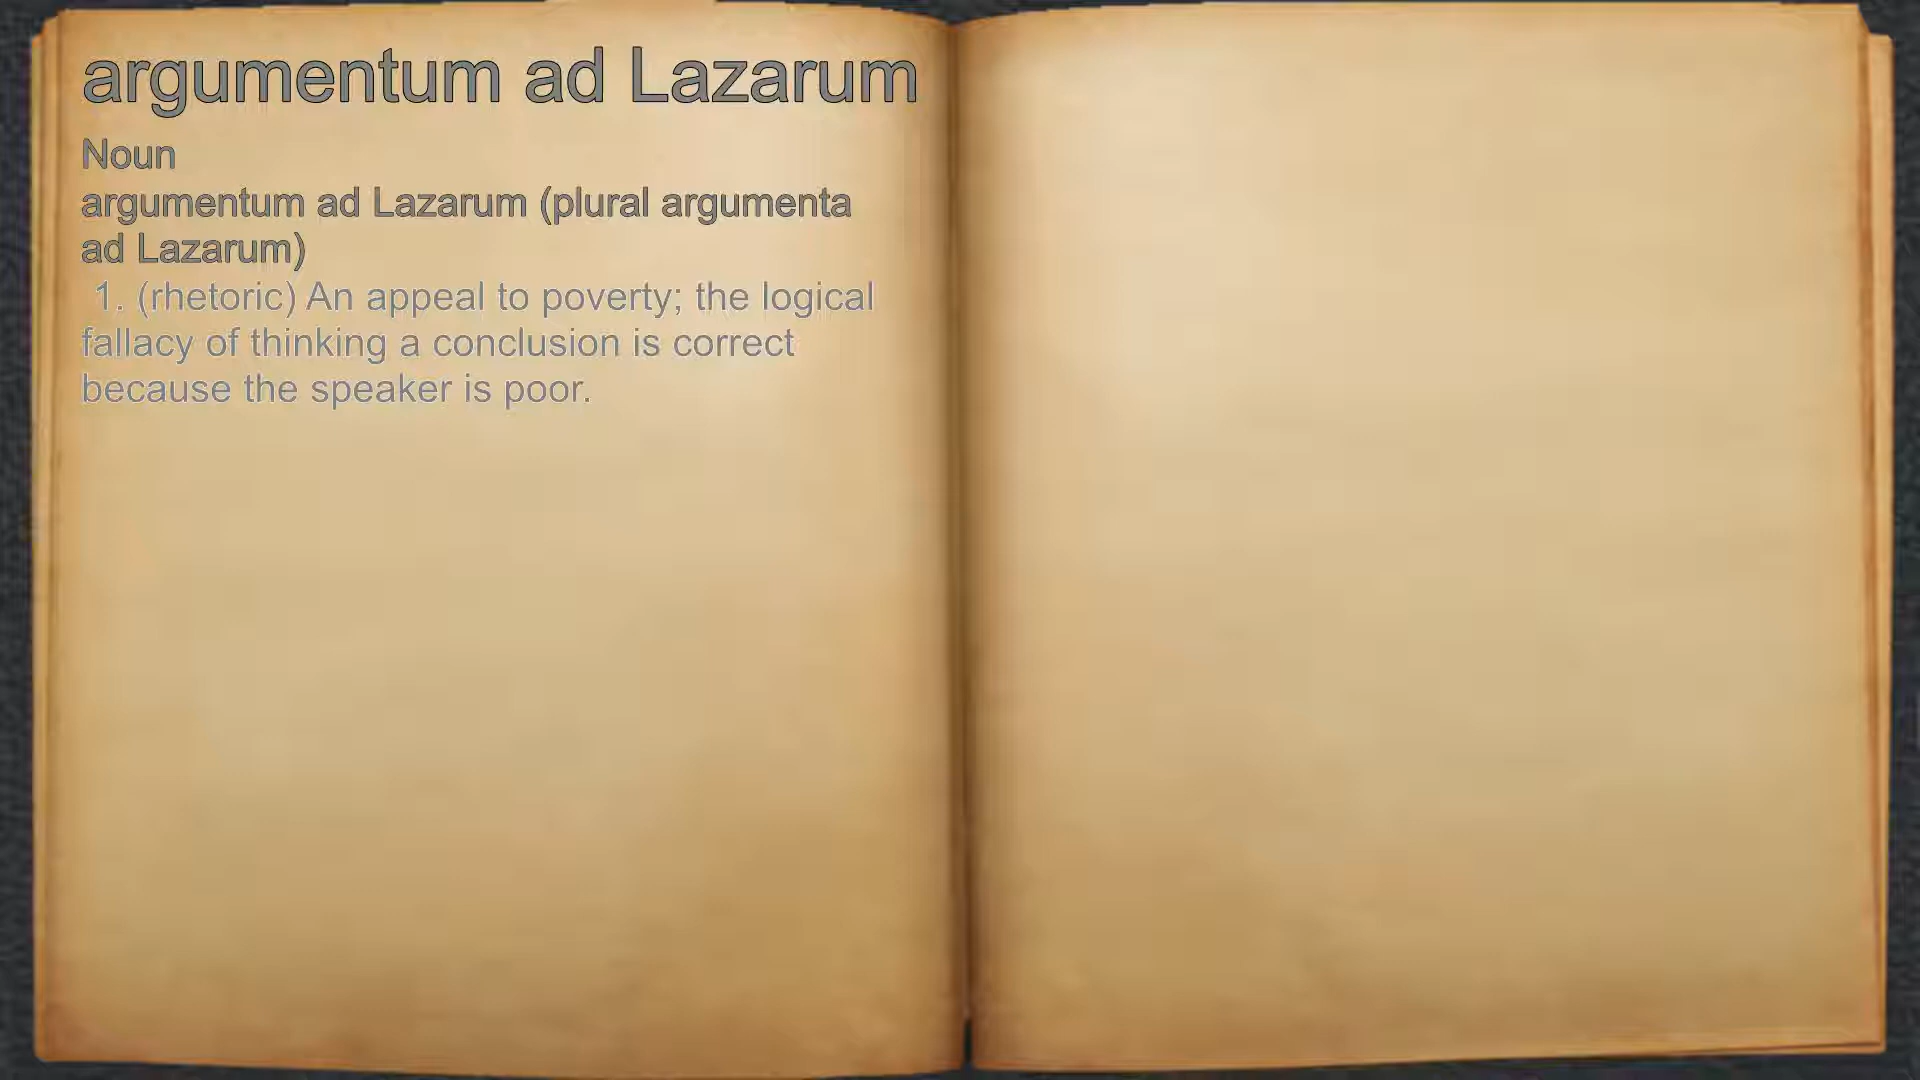 argumentum ad Lazarum
Noun
argumentum ad Lazarum (plural argumenta
ad Lazarum)
1. (rhetoric) An appeal to poverty; the logical
fallacy of thinking a conclusion is correct
because the speaker is poor.